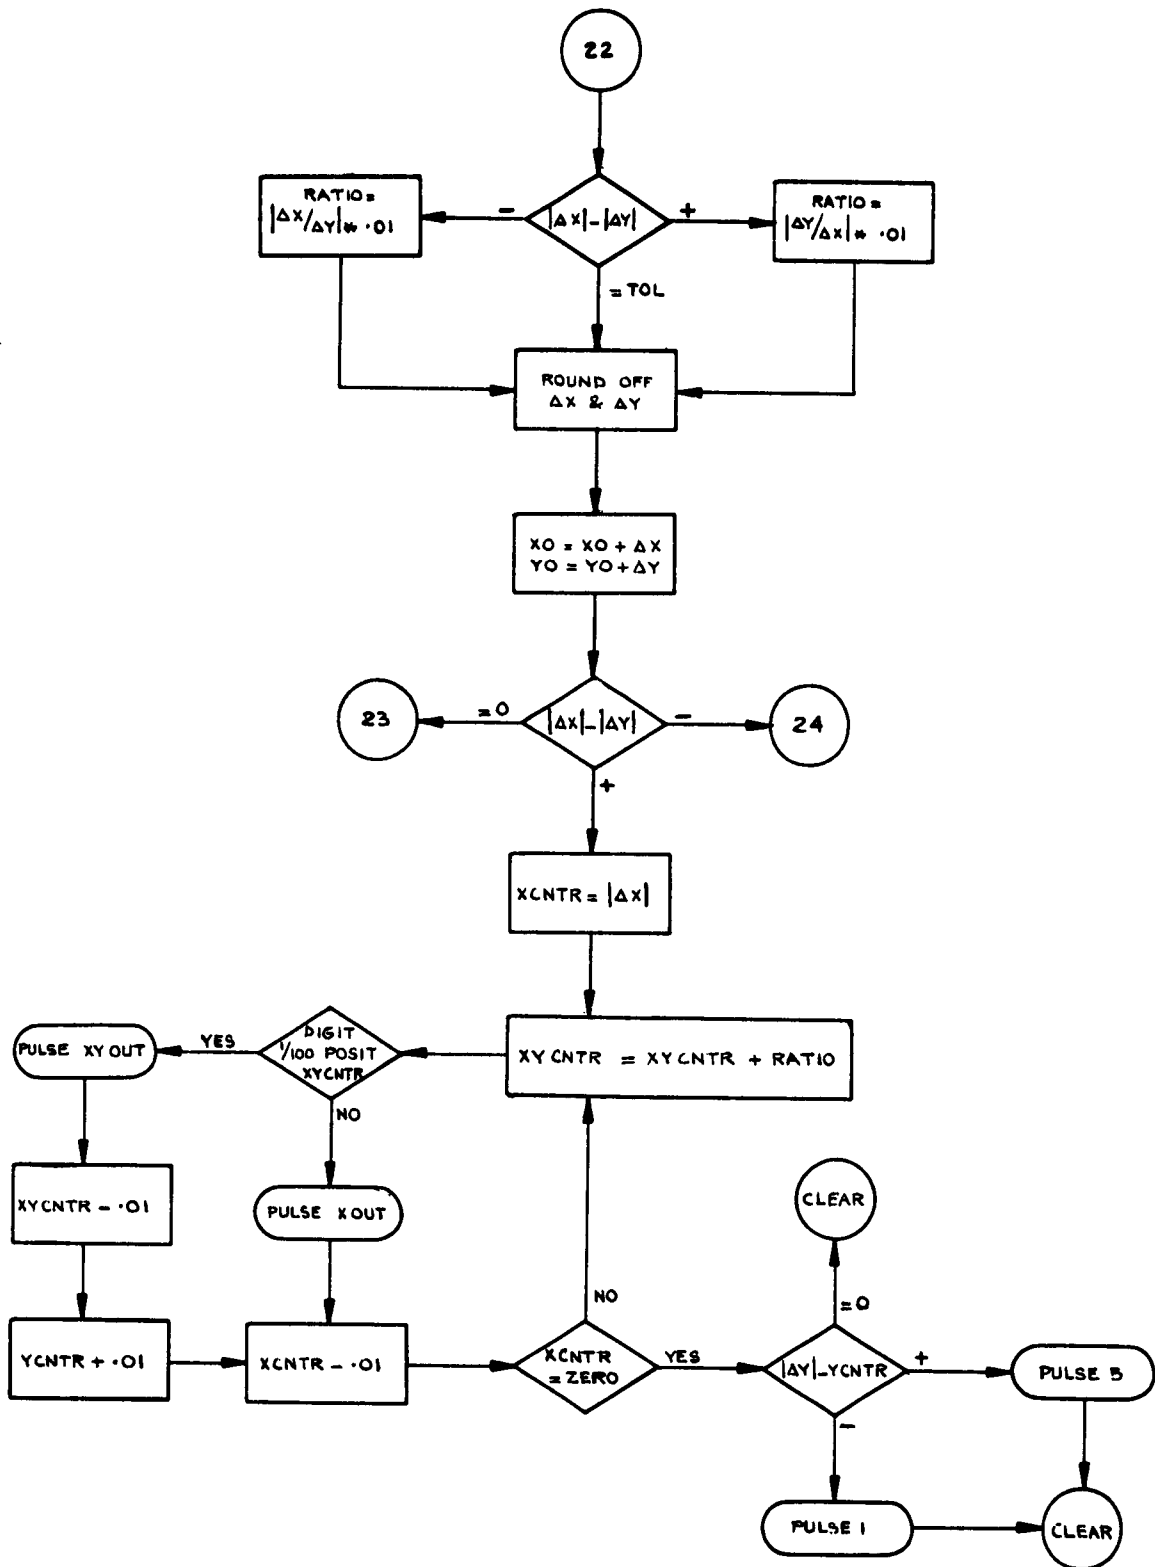 22
RATIO=
|ΔX/ΔY|* .01
-
|ΔX|-|ΔY|
+
RATIO=
|ΔY/ΔX|* .01
=TOL
ROUND OFF
ΔX & ΔY
XO = XO + ΔX
YO = YO + ΔY
23
=0
|ΔX|-|ΔY|
-
24
+
XCNTR = |ΔX|
PULSE XY OUT
YES
DIGIT
1/100 POSIT
XYCNTR
XY CNTR = XY CNTR + RATIO
NO
XYCNTR - .01
PULSE X OUT
CLEAR
NO
=0
YCNTR + .01
XCNTR - .01
XCNTR
=ZERO
YES
|ΔY|-YCNTR
+
PULSE 5
-
PULSE 1
CLEAR